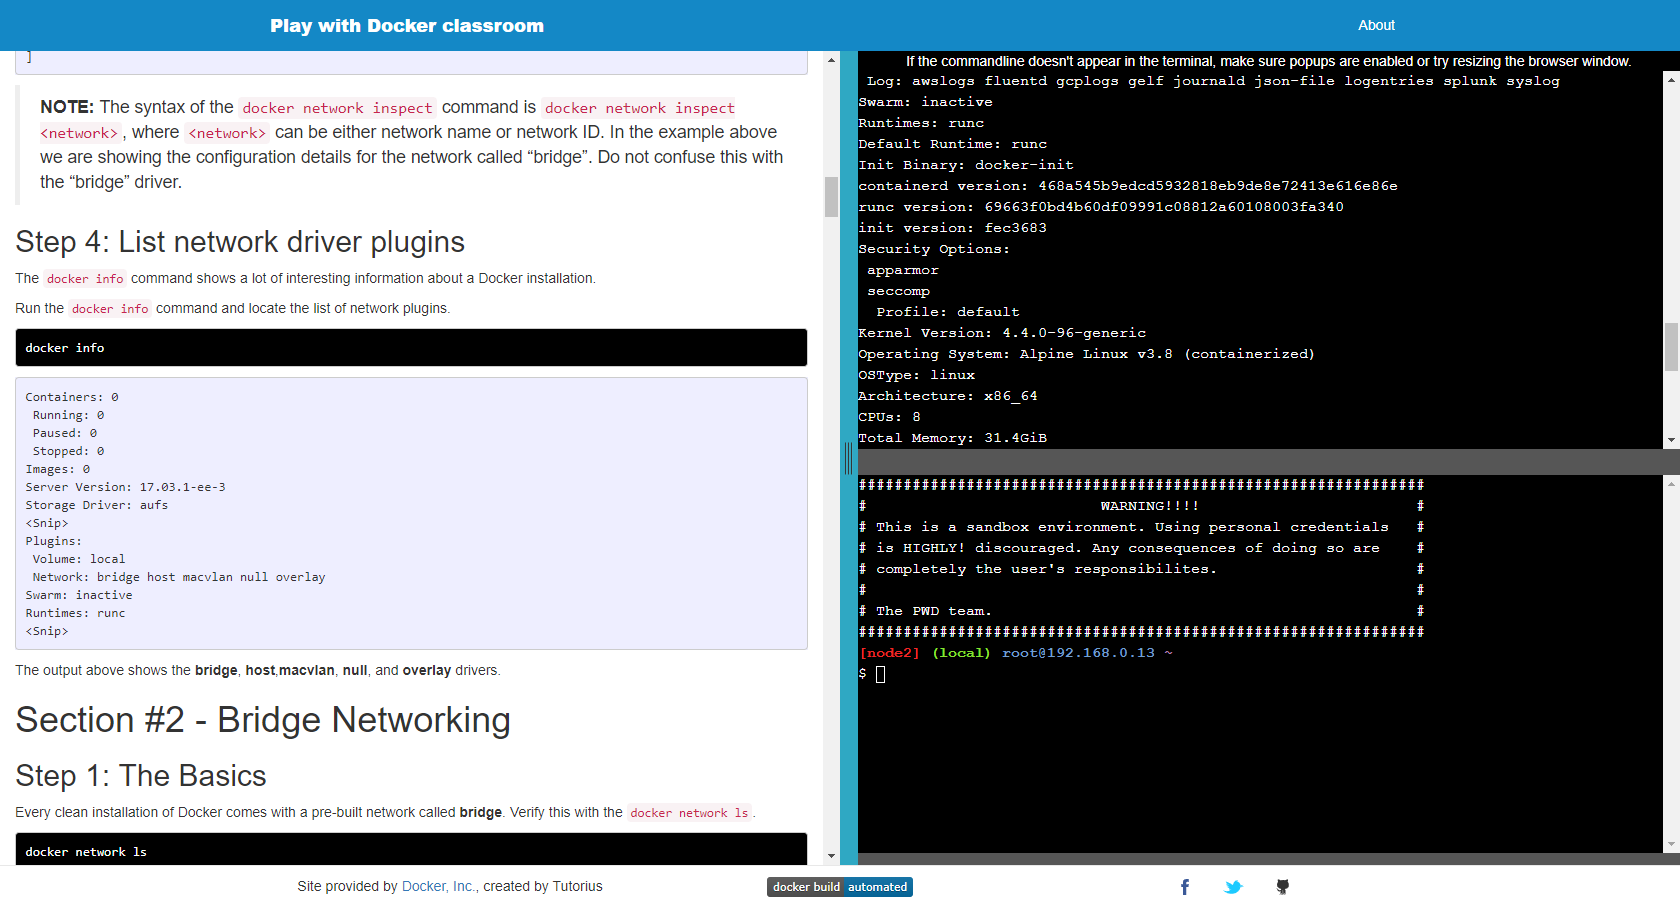 Play with Docker classroom
About
]
NOTE: The syntax of the docker network inspect command is docker network inspect
<network>, where <network> can be either network name or network ID. In the example above
we are showing the configuration details for the network called “bridge”. Do not confuse this with
the “bridge” driver.
Step 4: List network driver plugins
The docker info command shows a lot of interesting information about a Docker installation.
Run the docker info command and locate the list of network plugins.
docker info
Containers: 0
Running: 0
Paused: 0
Stopped: 0
Images: 0
Server Version: 17.03.1-ee-3
Storage Driver: aufs
<Snip>
Plugins:
Volume: local
Network: bridge host macvlan null overlay
Swarm: inactive
Runtimes: runc
<Snip>
The output above shows the bridge, host,macvlan, null, and overlay drivers.
Section #2 - Bridge Networking
Step 1: The Basics
Every clean installation of Docker comes with a pre-built network called bridge. Verify this with the docker network ls.
docker network ls
If the commandline doesn't appear in the terminal, make sure popups are enabled or try resizing the browser window.
Log: awslogs fluentd gcplogs gelf journald json-file logentries splunk syslog
Swarm: inactive
Runtimes: runc
Default Runtime: runc
Init Binary: docker-init
containerd version: 468a545b9edcd5932818eb9de8e72413e616e86e
runc version: 69663f0bd4b60df09991c08812a60108003fa340
init version: fec3683
Security Options:
apparmor
seccomp
Profile: default
Kernel Version: 4.4.0-96-generic
Operating System: Alpine Linux v3.8 (containerized)
OSType: linux
Architecture: x86_64
CPUs: 8
Total Memory: 31.4GiB
###############################################################
# WARNING!!!! #
# This is a sandbox environment. Using personal credentials #
# is HIGHLY! discouraged. Any consequences of doing so are #
# completely the user's responsibilites. #
# #
# The PWD team. #
###############################################################
[node2] (local) root@192.168.0.13 ~
$
Site provided by Docker, Inc., created by Tutorius
docker build automated